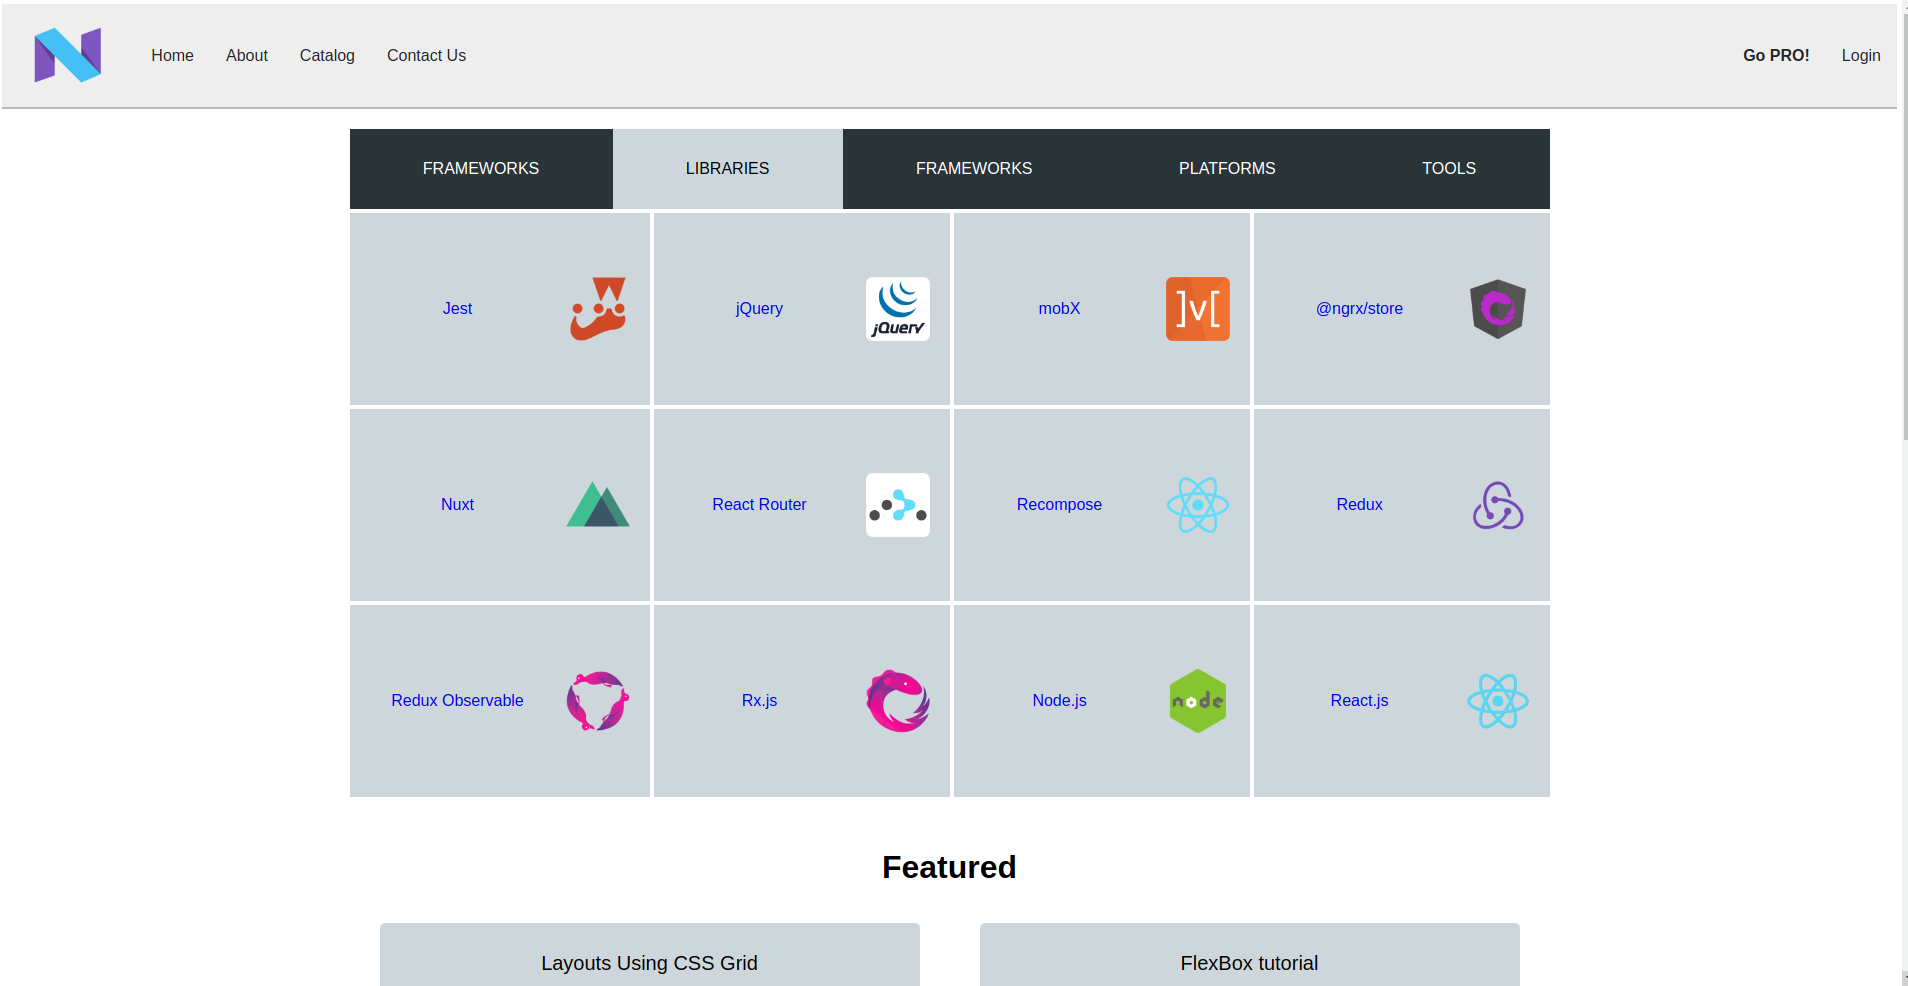 Home About Catalog Contact Us Go PRO! Login
FRAMEWORKS LIBRARIES FRAMEWORKS PLATFORMS TOOLS
Jest jQuery jQuery mobX ]v[ @ngrx/store
Nuxt React Router Recompose Redux
Redux Observable Rx.js Node.js node React.js
Featured
Layouts Using CSS Grid FlexBox tutorial